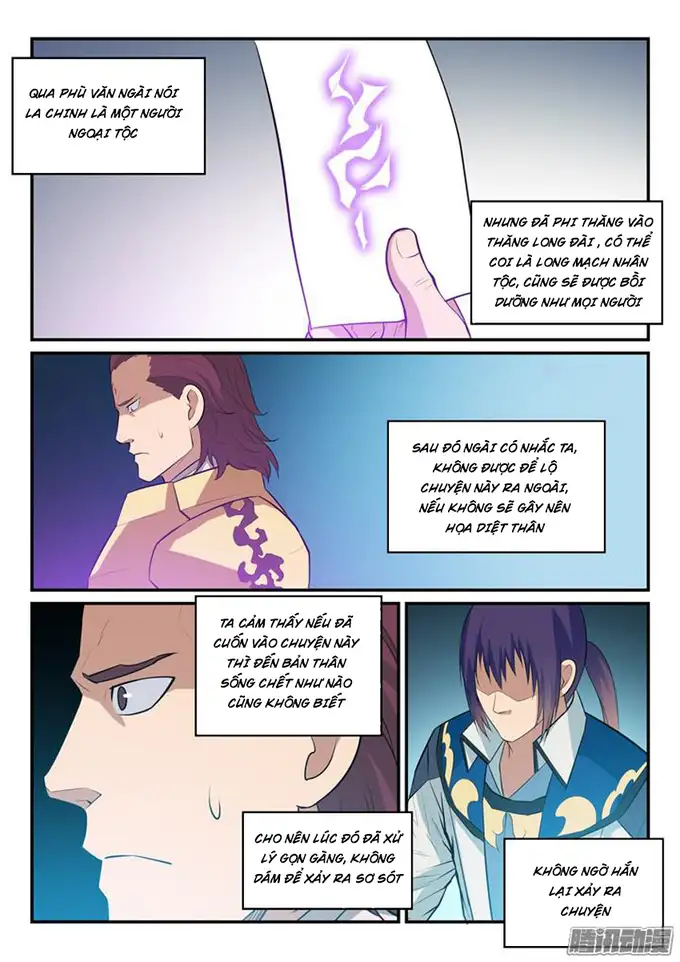 QUA PHÙ VĂN NGÀI NÓI
LA CHINH LÀ MỘT NGƯỜI
NGOẠI TỘC
NHƯNG ĐÃ PHI THĂNG VÀO
THĂNG LONG ĐÀI , CÓ THỂ
COI LÀ LONG MẠCH NHÂN
TỘC, CŨNG SẼ ĐƯỢC BỒI
DƯỠNG NHƯ MỌI NGƯỜI
SAU ĐÓ NGÀI CÓ NHẮC TA,
KHÔNG ĐƯỢC ĐỂ LỘ
CHUYỆN NÀY RA NGOÀI,
NẾU KHÔNG SẼ GÂY NÊN
HỌA DIỆT THÂN
TA CẢM THẤY NẾU ĐÃ
CUỐN VÀO CHUYỆN NÀY
THÌ ĐẾN BẢN THÂN
SỐNG CHẾT NHƯ NÀO
CŨNG KHÔNG BIẾT
CHO NÊN LÚC ĐÓ ĐÃ XỬ
LÝ GỌN GÀNG, KHÔNG
DÁM ĐỂ XẢY RA SƠ SÓT
KHÔNG NGỜ HẮN
LẠI XẢY RA
CHUYỆN
腾讯动漫